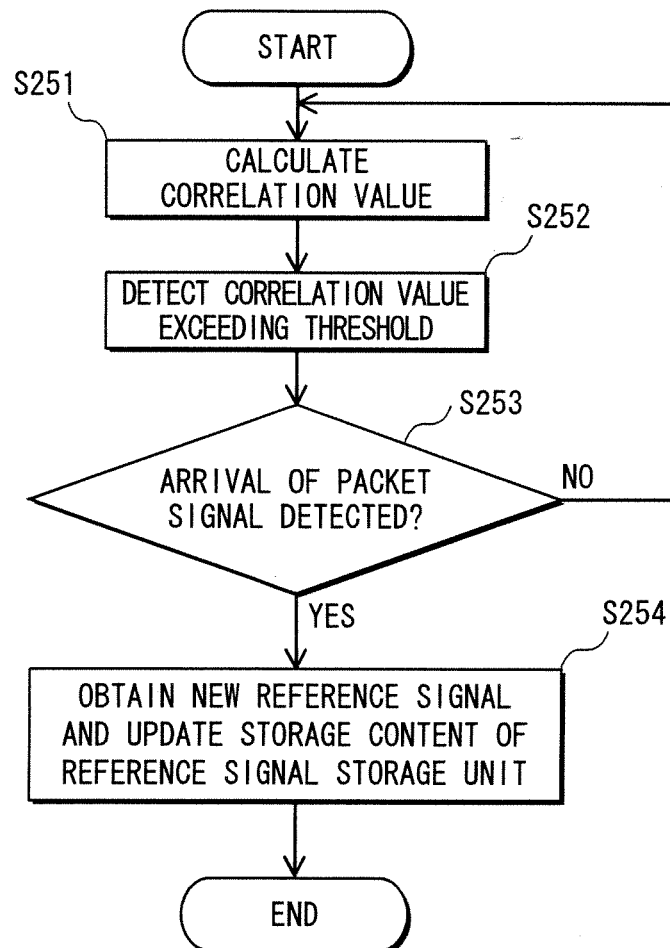 START
S251
CALCULATE
CORRELATION VALUE
S252
DETECT CORRELATION VALUE
EXCEEDING THRESHOLD
S253
ARRIVAL OF PACKET
SIGNAL DETECTED?
NO
YES
S254
OBTAIN NEW REFERENCE SIGNAL
AND UPDATE STORAGE CONTENT OF
REFERENCE SIGNAL STORAGE UNIT
END